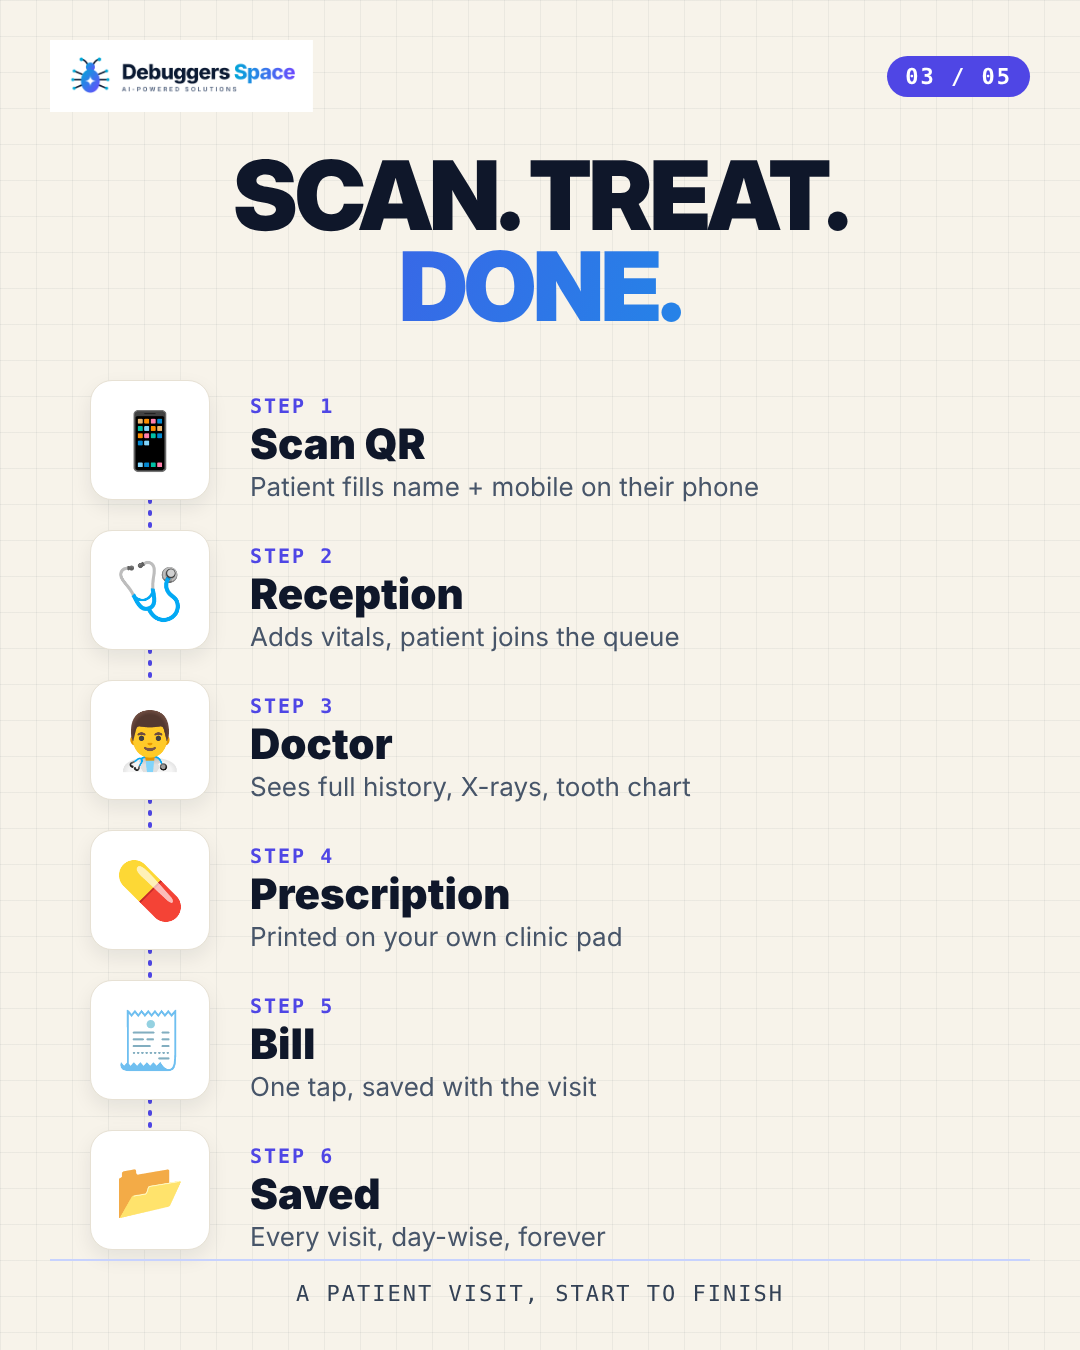 Debuggers Space
AI-POWERED SOLUTIONS
03 / 05
SCAN. TREAT.
DONE.
STEP 1
Scan QR
Patient fills name + mobile on their phone
STEP 2
Reception
Adds vitals, patient joins the queue
STEP 3
Doctor
Sees full history, X-rays, tooth chart
STEP 4
Prescription
Printed on your own clinic pad
STEP 5
Bill
One tap, saved with the visit
STEP 6
Saved
Every visit, day-wise, forever
A PATIENT VISIT, START TO FINISH